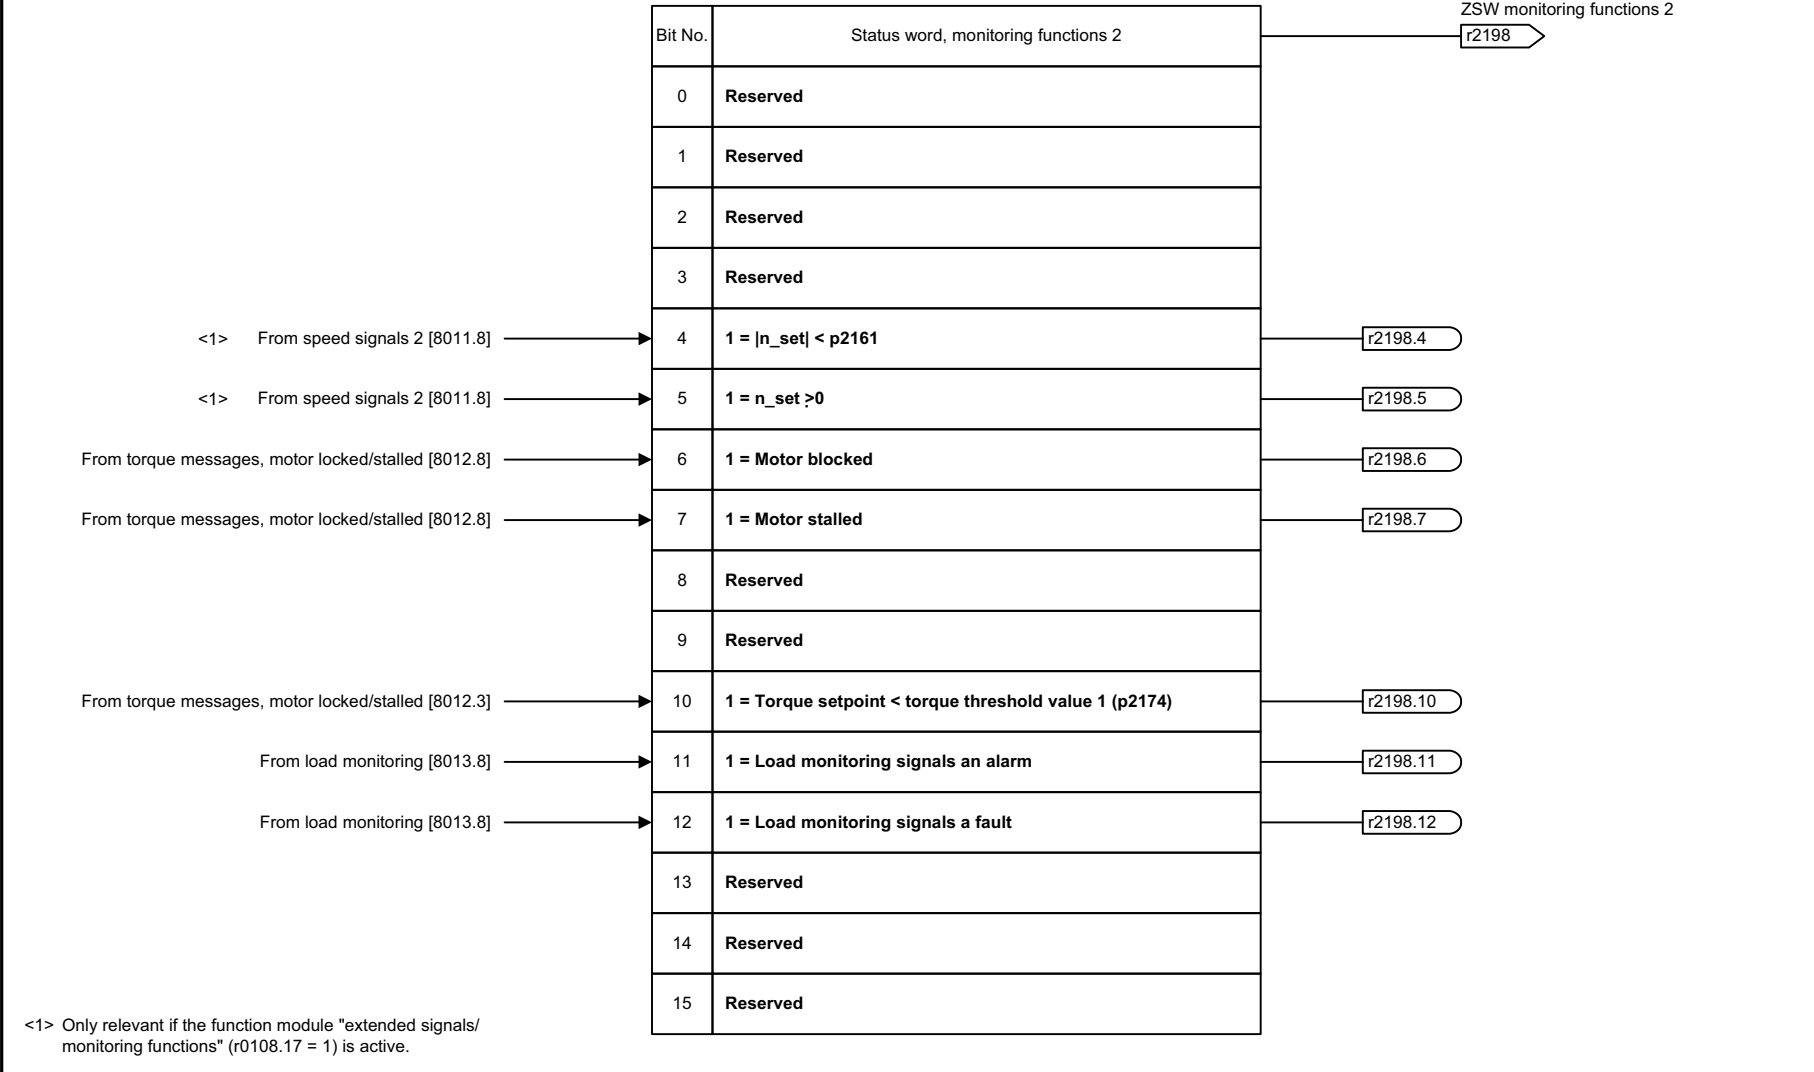 ZSW monitoring functions 2
Bit No. Status word, monitoring functions 2 r2198
0 Reserved
1 Reserved
2 Reserved
3 Reserved
<1> From speed signals 2 [8011.8] 4 1 = |n_set| < p2161 r2198.4
<1> From speed signals 2 [8011.8] 5 1 = n_set >0 r2198.5
From torque messages, motor locked/stalled [8012.8] 6 1 = Motor blocked r2198.6
From torque messages, motor locked/stalled [8012.8] 7 1 = Motor stalled r2198.7
8 Reserved
9 Reserved
From torque messages, motor locked/stalled [8012.3] 10 1 = Torque setpoint < torque threshold value 1 (p2174) r2198.10
From load monitoring [8013.8] 11 1 = Load monitoring signals an alarm r2198.11
From load monitoring [8013.8] 12 1 = Load monitoring signals a fault r2198.12
13 Reserved
14 Reserved
15 Reserved
<1> Only relevant if the function module "extended signals/
monitoring functions" (r0108.17 = 1) is active.